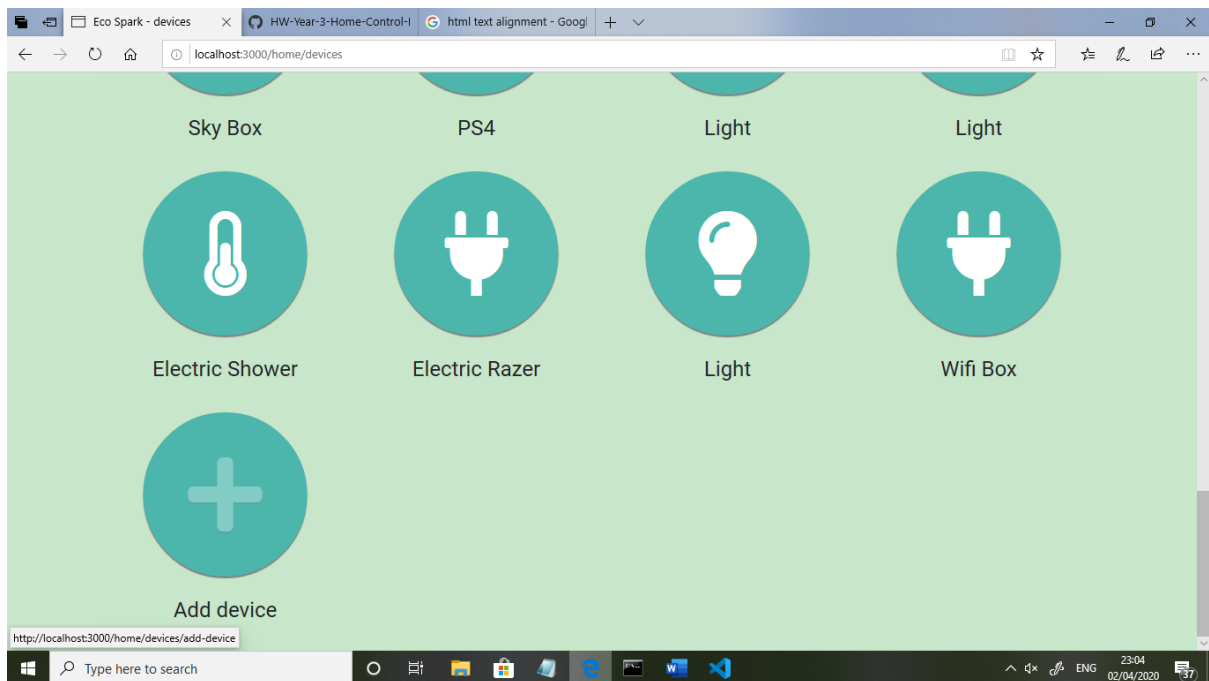 Eco Spark - devices
HW-Year-3-Home-Control-I
html text alignment - Googl
localhost:3000/home/devices
Sky Box
PS4
Light
Light
Electric Shower
Electric Razer
Light
Wifi Box
Add device
http://localhost:3000/home/devices/add-device
Type here to search
ENG
23:04
02/04/2020
37